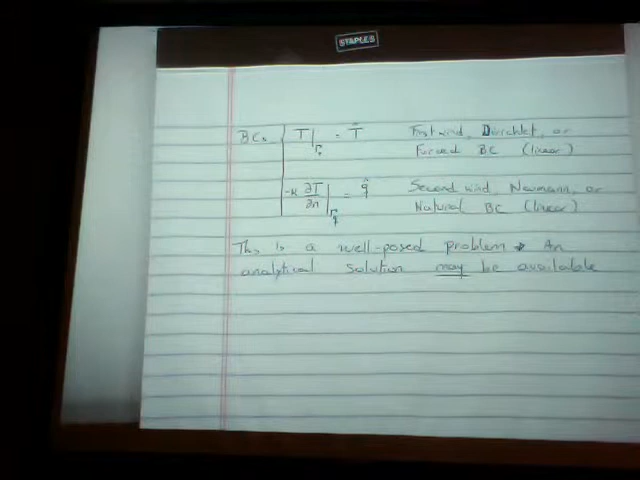 STAPLES
BCs T|Γ = T̂ First kind, Dirichlet, or
Forced BC (linear)
-K ∂T/∂n|Γq = q̂ Second kind, Neumann, or
Natural BC (linear)
This is a well-posed problem → An
analytical solution may be available